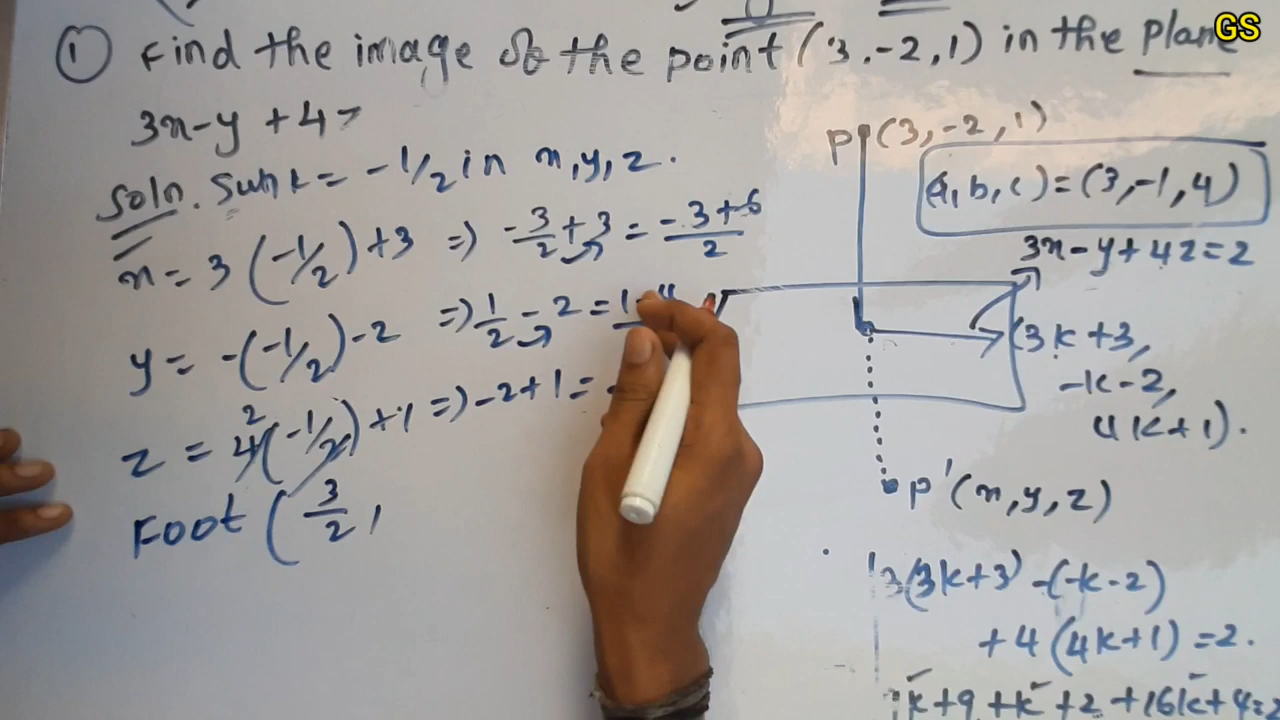 GS
① Find the image of the point (3,-2,1) in the plane
3x-y+4z
Soln. Sub k = -1/2 in x,y,z.
x = 3(-1/2)+3 => -3/2+3 = -3+6/2
y = -(-1/2)-2 => 1/2-2 =
z = 4(-1/2)+1 => -2+1 =
Foot (3/2,
P(3,-2,1)
(a,b,c)=(3,-1,4)
3x-y+4z=2
(3k+3,
-k-2,
4k+1).
P'(x,y,z)
3(3k+3)-(-k-2)
+4(4k+1)=2.
k+9+k+2+16k+4=